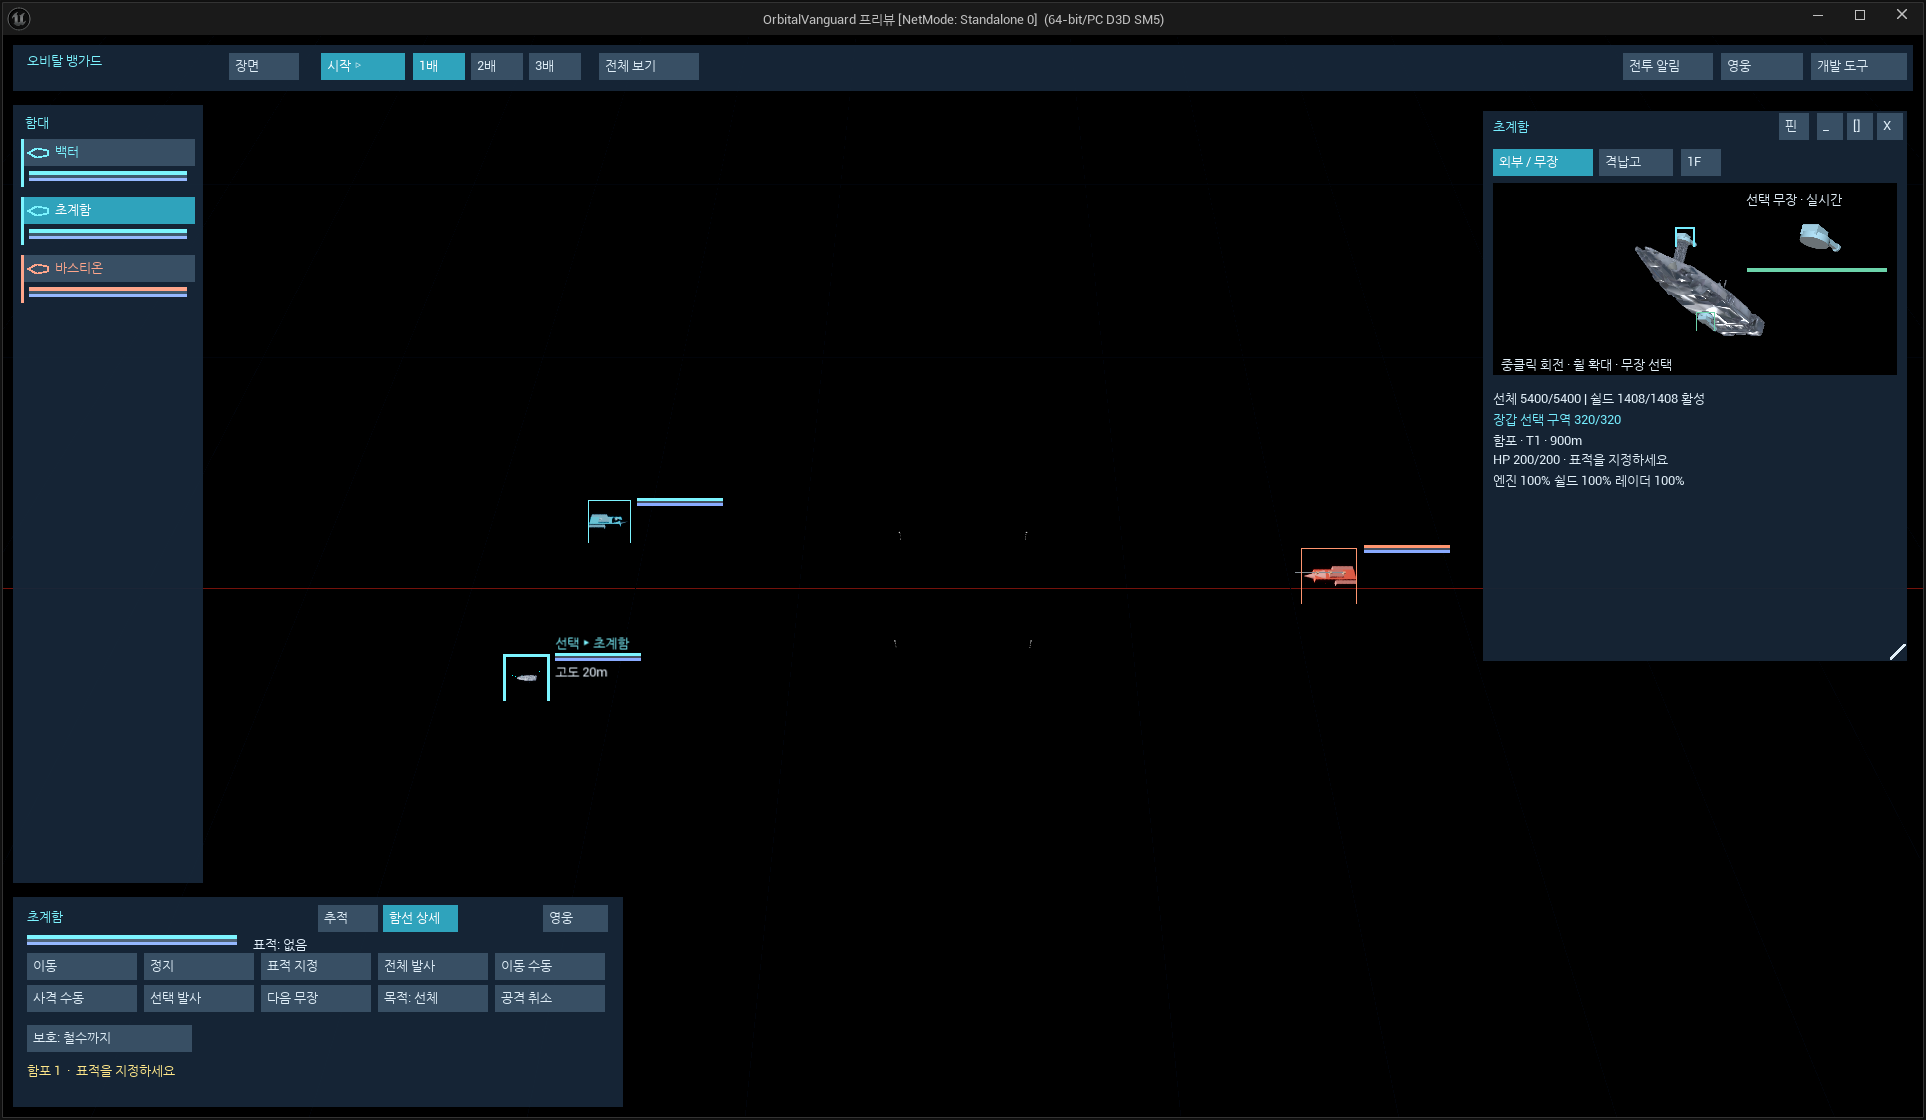 OrbitalVanguard 프리뷰 [NetMode: Standalone 0]  (64-bit/PC D3D SM5)
오비탈 뱅가드
장면
시작 ▷
1배
2배
3배
전체 보기
전투 알림
영웅
개발 도구
함대
백터
초계함
바스티온
선택 ▶ 초계함
고도 20m
초계함
핀
_
[]
X
외부 / 무장
격납고
1F
선택 무장 · 실시간
중클릭 회전 · 휠 확대 · 무장 선택
선체 5400/5400 | 쉴드 1408/1408 활성
장갑 선택 구역 320/320
함포 · T1 · 900m
HP 200/200 · 표적을 지정하세요
엔진 100% 쉴드 100% 레이더 100%
초계함
추적
함선 상세
영웅
표적: 없음
이동
정지
표적 지정
전체 발사
이동 수동
사격 수동
선택 발사
다음 무장
목적: 선체
공격 취소
보호: 철수까지
함포 1 · 표적을 지정하세요